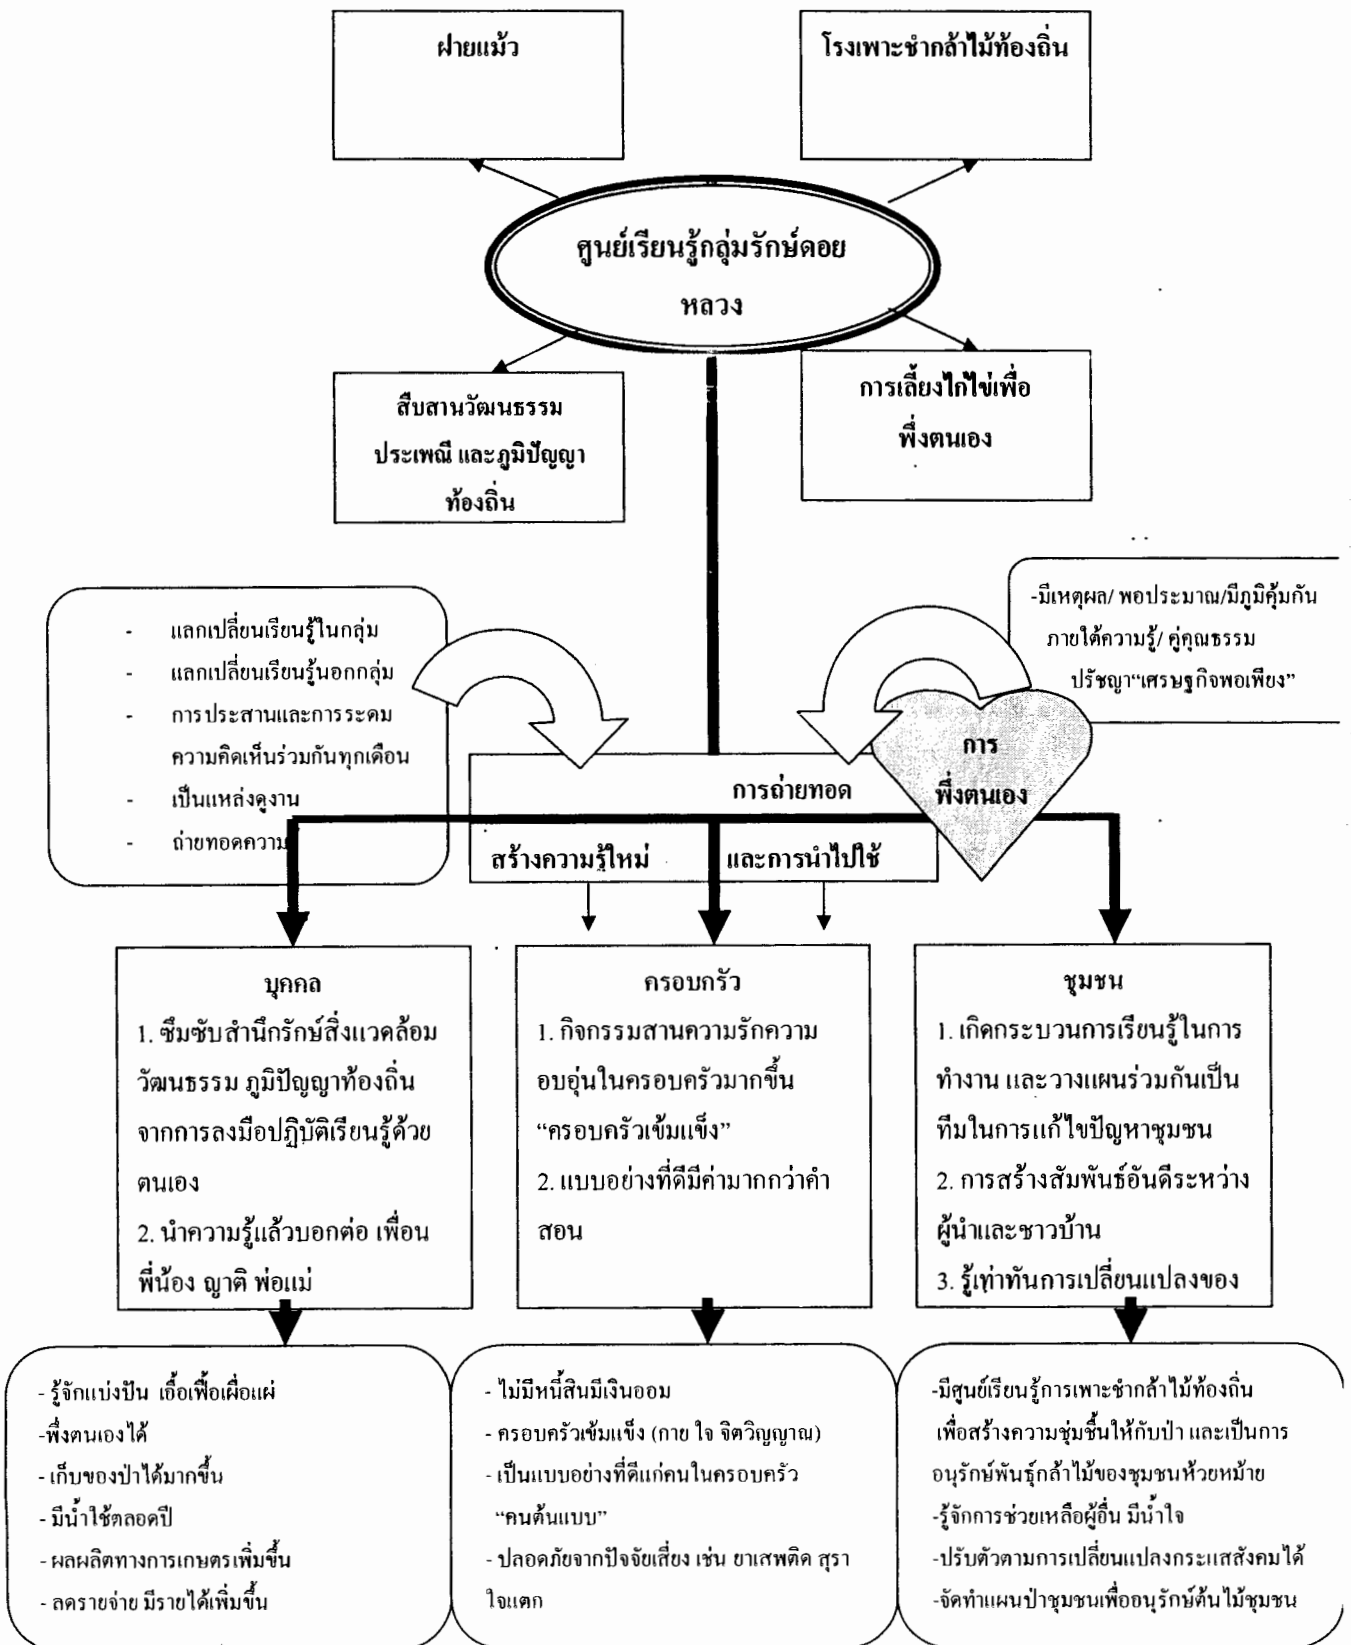 ฝายแม้ว
โรงเพาะชำกล้าไม้ท้องถิ่น
ศูนย์เรียนรู้กลุ่มรักษ์ดอย
หลวง
สืบสานวัฒนธรรม
ประเพณี และภูมิปัญญา
ท้องถิ่น
การเลี้ยงไก่ไข่เพื่อ
พึ่งตนเอง
- แลกเปลี่ยนเรียนรู้ในกลุ่ม
- แลกเปลี่ยนเรียนรู้นอกกลุ่ม
- การประสานและการระดม
ความคิดเห็นร่วมกันทุกเดือน
- เป็นแหล่งดูงาน
- ถ่ายทอดความ
-มีเหตุผล/ พอประมาณ/มีภูมิคุ้มกัน
ภายใต้ความรู้/ คู่คุณธรรม
ปรัชญา“เศรษฐกิจพอเพียง”
การ
พึ่งตนเอง
การถ่ายทอด
สร้างความรู้ใหม่ และการนำไปใช้
บุคคล
1. ซึมซับสำนึกรักษ์สิ่งแวดล้อม
วัฒนธรรม ภูมิปัญญาท้องถิ่น
จากการลงมือปฏิบัติเรียนรู้ด้วย
ตนเอง
2. นำความรู้แล้วบอกต่อ เพื่อน
พี่น้อง ญาติ พ่อแม่
ครอบครัว
1. กิจกรรมสานความรักความ
อบอุ่นในครอบครัวมากขึ้น
“ครอบครัวเข้มแข็ง”
2. แบบอย่างที่ดีมีค่ามากกว่าคำ
สอน
ชุมชน
1. เกิดกระบวนการเรียนรู้ในการ
ทำงาน และวางแผนร่วมกันเป็น
ทีมในการแก้ไขปัญหาชุมชน
2. การสร้างสัมพันธ์อันดีระหว่าง
ผู้นำและชาวบ้าน
3. รู้เท่าทันการเปลี่ยนแปลงของ
- รู้จักแบ่งปัน เอื้อเฟื้อเผื่อแผ่
-พึ่งตนเองได้
- เก็บของป่าได้มากขึ้น
- มีน้ำใช้ตลอดปี
- ผลผลิตทางการเกษตรเพิ่มขึ้น
- ลดรายจ่าย มีรายได้เพิ่มขึ้น
- ไม่มีหนี้สินมีเงินออม
- ครอบครัวเข้มแข็ง (กาย ใจ จิตวิญญาณ)
- เป็นแบบอย่างที่ดีแก่คนในครอบครัว
“คนต้นแบบ”
- ปลอดภัยจากปัจจัยเสี่ยง เช่น ยาเสพติด สุรา
ใจแตก
-มีศูนย์เรียนรู้การเพาะชำกล้าไม้ท้องถิ่น
เพื่อสร้างความชุ่มชื้นให้กับป่า และเป็นการ
อนุรักษ์พันธุ์กล้าไม้ของชุมชนห้วยหม้าย
-รู้จักการช่วยเหลือผู้อื่น มีน้ำใจ
-ปรับตัวตามการเปลี่ยนแปลงกระแสสังคมได้
-จัดทำแผนป่าชุมชนเพื่ออนุรักษ์ต้นไม้ชุมชน